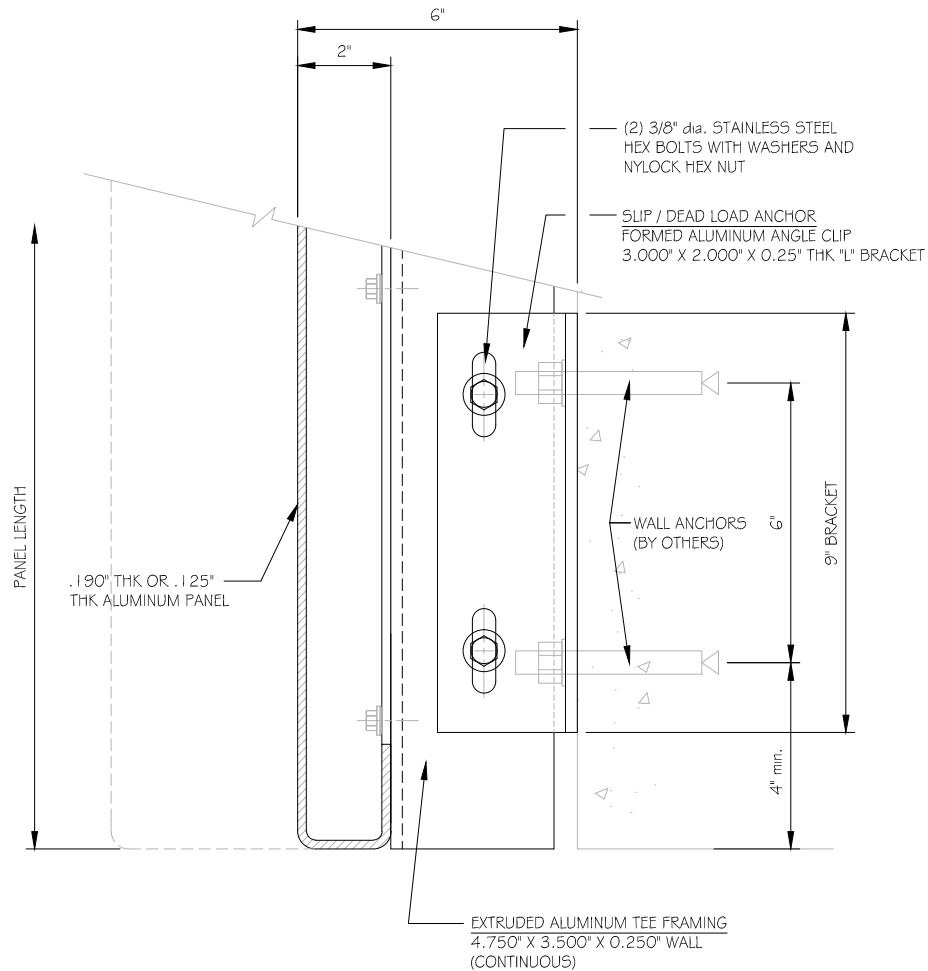 6"
2"
(2) 3/8" dia. STAINLESS STEEL
HEX BOLTS WITH WASHERS AND
NYLOCK HEX NUT
SLIP / DEAD LOAD ANCHOR
FORMED ALUMINUM ANGLE CLIP
3.000" X 2.000" X 0.25" THK "L" BRACKET
PANEL LENGTH
.190" THK OR .125"
THK ALUMINUM PANEL
WALL ANCHORS
(BY OTHERS)
6"
9" BRACKET
4" min.
EXTRUDED ALUMINUM TEE FRAMING
4.750" X 3.500" X 0.250" WALL
(CONTINUOUS)